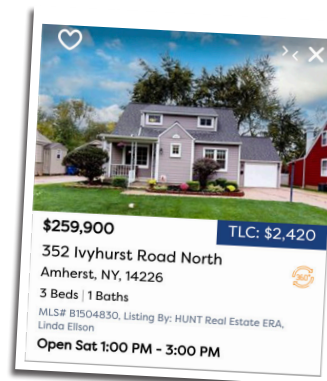 $259,900
TLC: $2,420
352 Ivyhurst Road North
Amherst, NY, 14226
3 Beds | 1 Baths
MLS# B1504830, Listing By: HUNT Real Estate ERA,
Linda Ellson
Open Sat 1:00 PM - 3:00 PM